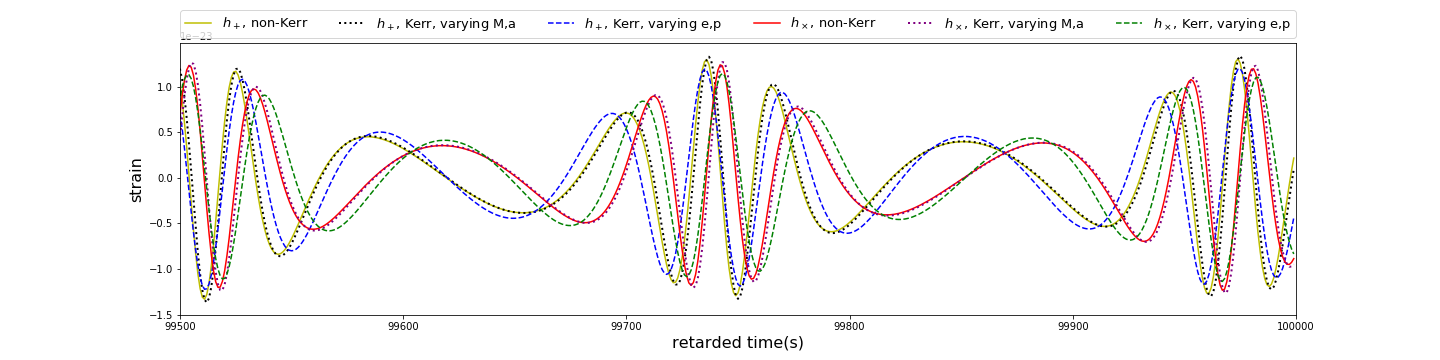 h₊, non-Kerr h₊, Kerr, varying M,a h₊, Kerr, varying e,p h×, non-Kerr h×, Kerr, varying M,a h×, Kerr, varying e,p
1e−23
1.0
0.5
0.0
−0.5
−1.0
−1.5
strain
99500 99600 99700 99800 99900 100000
retarded time(s)